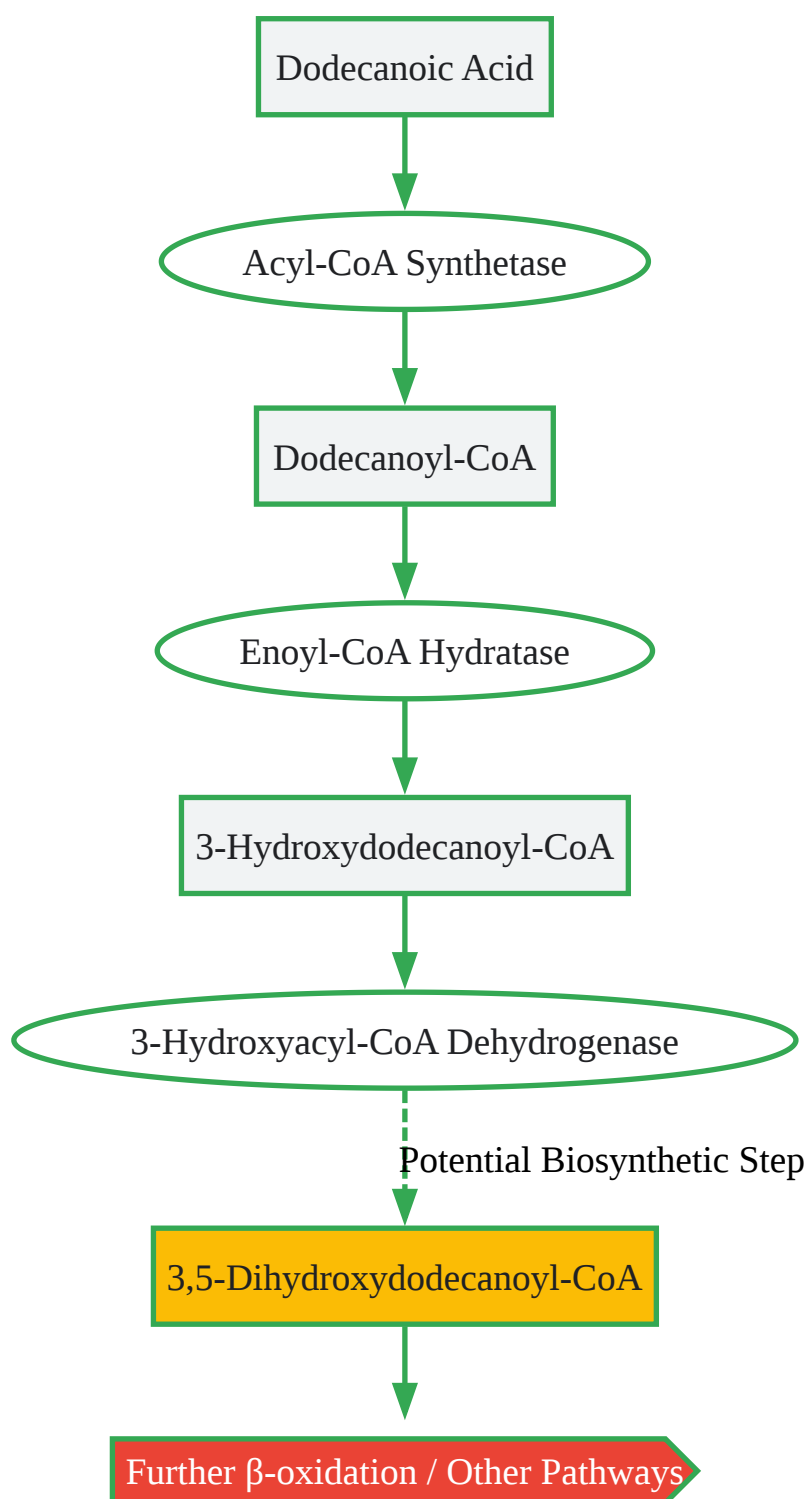 Dodecanoic Acid
Acyl-CoA Synthetase
Dodecanoyl-CoA
Enoyl-CoA Hydratase
3-Hydroxydodecanoyl-CoA
3-Hydroxyacyl-CoA Dehydrogenase
Potential Biosynthetic Step
3,5-Dihydroxydodecanoyl-CoA
Further β-oxidation / Other Pathways